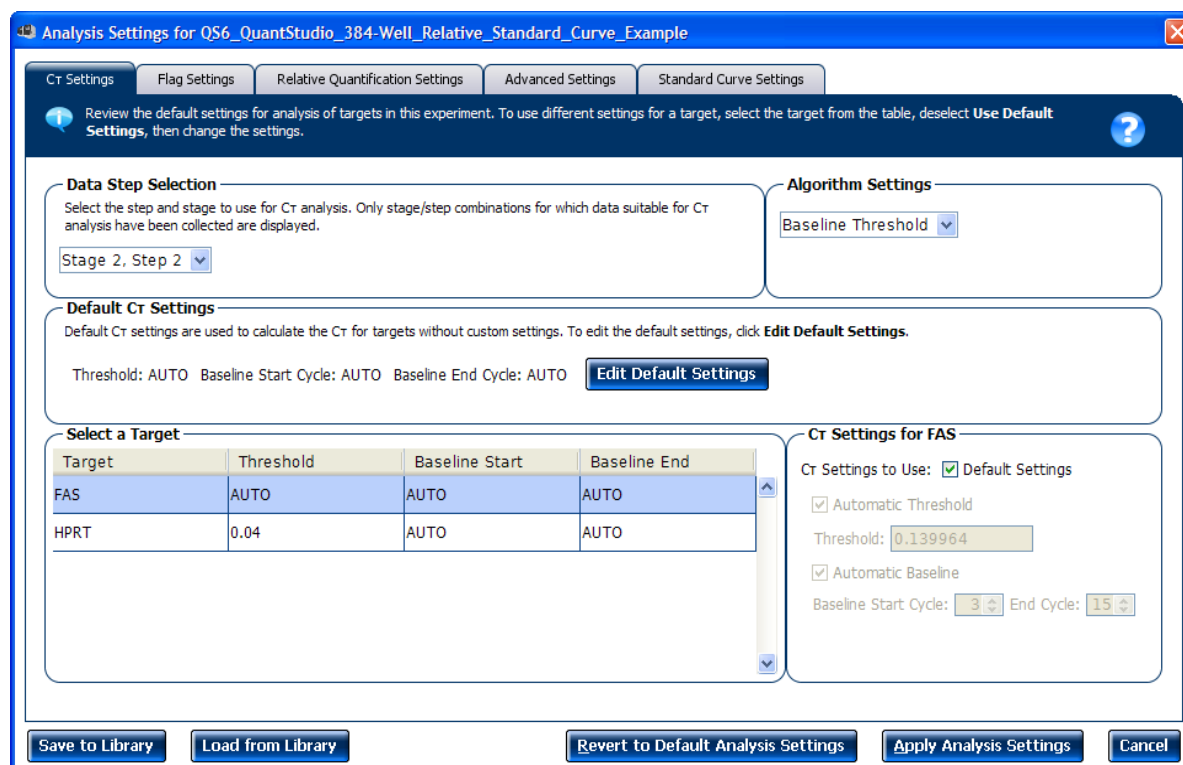 Analysis Settings for QS6_QuantStudio_384-Well_Relative_Standard_Curve_Example
CT Settings
Flag Settings
Relative Quantification Settings
Advanced Settings
Standard Curve Settings
Review the default settings for analysis of targets in this experiment. To use different settings for a target, select the target from the table, deselect Use Default
Settings, then change the settings.
?
Data Step Selection
Select the step and stage to use for CT analysis. Only stage/step combinations for which data suitable for CT
analysis have been collected are displayed.
Stage 2, Step 2
Algorithm Settings
Baseline Threshold
Default CT Settings
Default CT settings are used to calculate the CT for targets without custom settings. To edit the default settings, click Edit Default Settings.
Threshold: AUTO Baseline Start Cycle: AUTO Baseline End Cycle: AUTO
Edit Default Settings
Select a Target
Target Threshold Baseline Start Baseline End
FAS AUTO AUTO AUTO
HPRT 0.04 AUTO AUTO
CT Settings for FAS
CT Settings to Use: Default Settings
Automatic Threshold
Threshold: 0.139964
Automatic Baseline
Baseline Start Cycle: 3 End Cycle: 15
Save to Library
Load from Library
Revert to Default Analysis Settings
Apply Analysis Settings
Cancel